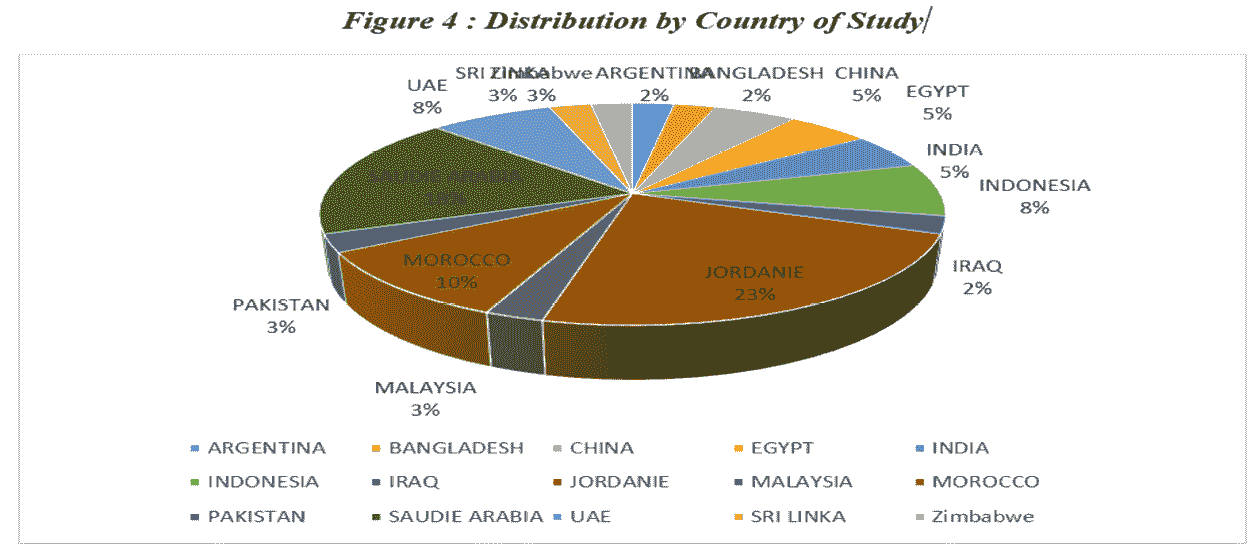 Figure 4 : Distribution by Country of Study
ARGENTINA
2%
BANGLADESH
2%
CHINA
5%
EGYPT
5%
INDIA
5%
INDONESIA
8%
IRAQ
2%
JORDANIE
23%
MALAYSIA
3%
MOROCCO
10%
PAKISTAN
3%
SAUDIE ARABIA
UAE
8%
SRI LINKA
3%
Zimbabwe
3%
ARGENTINA BANGLADESH CHINA EGYPT INDIA
INDONESIA IRAQ JORDANIE MALAYSIA MOROCCO
PAKISTAN SAUDIE ARABIA UAE SRI LINKA Zimbabwe